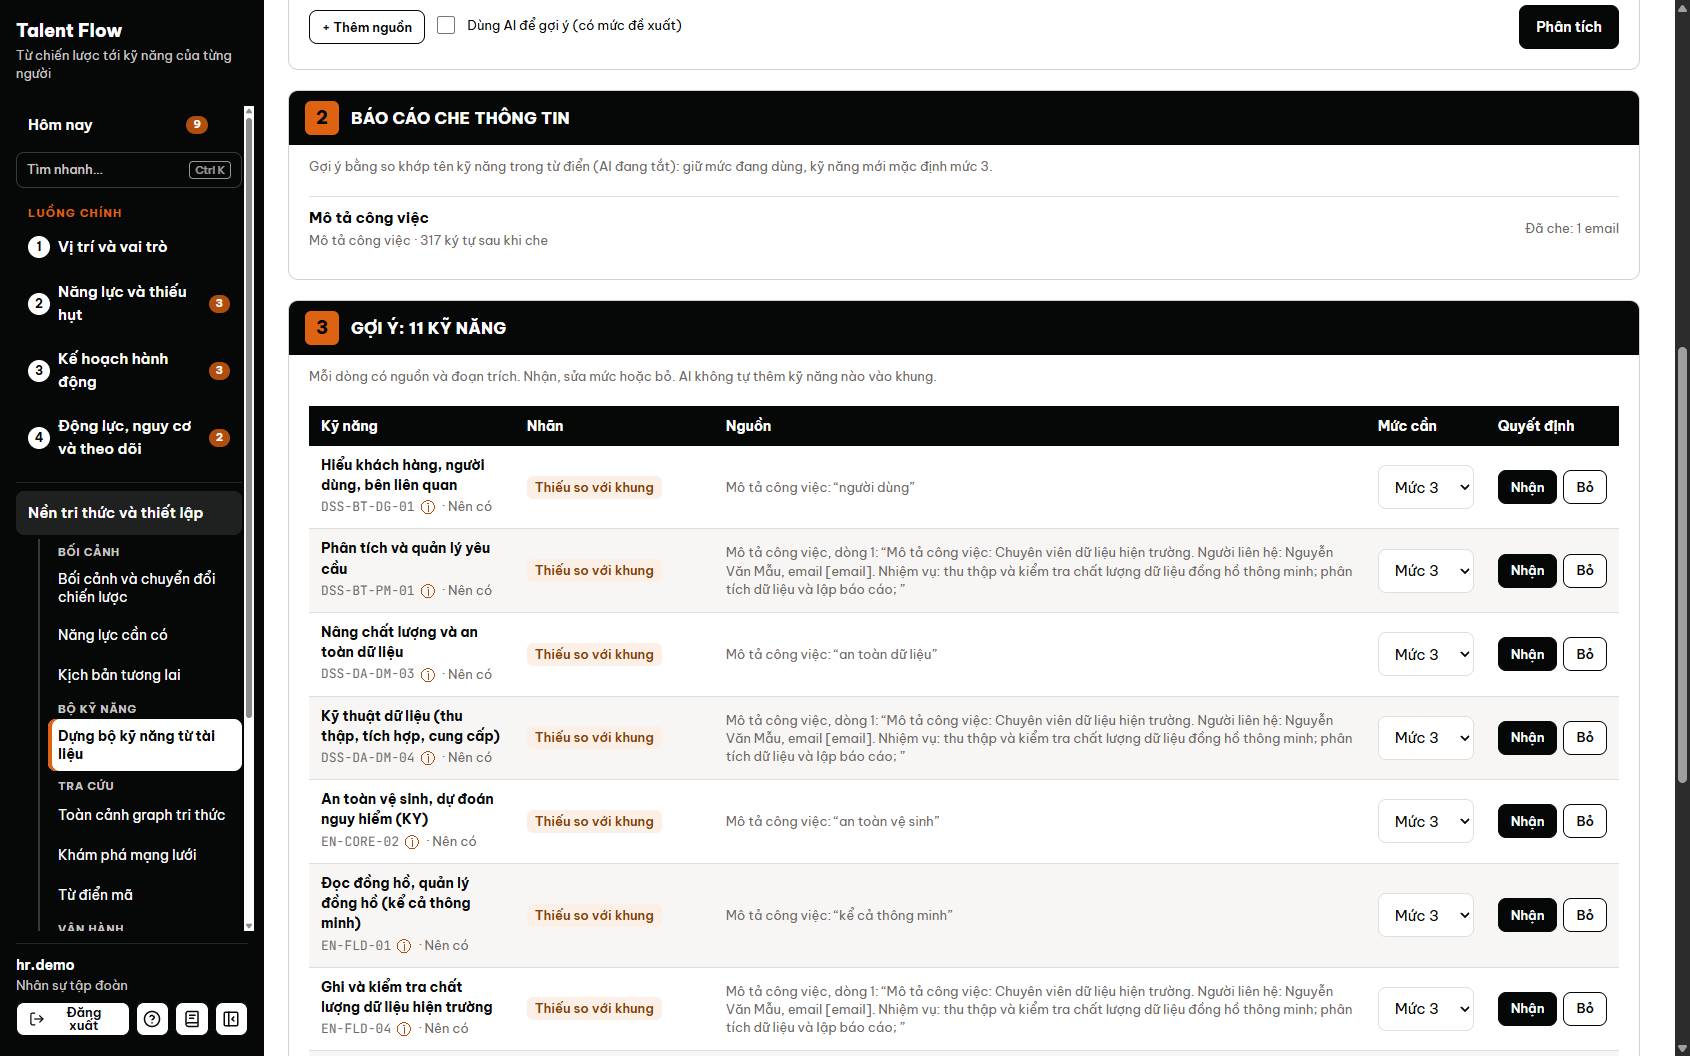 Talent Flow
Từ chiến lược tới kỹ năng của từng
người
Hôm nay
9
Tìm nhanh...
Ctrl K
LUỒNG CHÍNH
1
Vị trí và vai trò
2
Năng lực và thiếu
hụt
3
3
Kế hoạch hành
động
3
4
Động lực, nguy cơ
và theo dõi
2
Nền tri thức và thiết lập
BỐI CẢNH
Bối cảnh và chuyển đổi
chiến lược
Năng lực cần có
Kịch bản tương lai
BỘ KỸ NĂNG
Dựng bộ kỹ năng từ tài
liệu
TRA CỨU
Toàn cảnh graph tri thức
Khám phá mạng lưới
Từ điển mã
VẬN HÀNH
hr.demo
Nhân sự tập đoàn
Đăng
xuất
+ Thêm nguồn
Dùng AI để gợi ý (có mức đề xuất)
Phân tích
2
BÁO CÁO CHE THÔNG TIN
Gợi ý bằng so khớp tên kỹ năng trong từ điển (AI đang tắt): giữ mức đang dùng, kỹ năng mới mặc định mức 3.
Mô tả công việc
Mô tả công việc · 317 ký tự sau khi che
Đã che: 1 email
3
GỢI Ý: 11 KỸ NĂNG
Mỗi dòng có nguồn và đoạn trích. Nhận, sửa mức hoặc bỏ. AI không tự thêm kỹ năng nào vào khung.
Kỹ năng
Nhãn
Nguồn
Mức cần
Quyết định
Hiểu khách hàng, người
dùng, bên liên quan
DSS-BT-DG-01 ⓘ · Nên có
Thiếu so với khung
Mô tả công việc: “người dùng”
Mức 3
Nhận
Bỏ
Phân tích và quản lý yêu
cầu
DSS-BT-PM-01 ⓘ · Nên có
Thiếu so với khung
Mô tả công việc, dòng 1: “Mô tả công việc: Chuyên viên dữ liệu hiện trường. Người liên hệ: Nguyễn
Văn Mẫu, email [email]. Nhiệm vụ: thu thập và kiểm tra chất lượng dữ liệu đồng hồ thông minh; phân
tích dữ liệu và lập báo cáo; ”
Mức 3
Nhận
Bỏ
Nâng chất lượng và an
toàn dữ liệu
DSS-DA-DM-03 ⓘ · Nên có
Thiếu so với khung
Mô tả công việc: “an toàn dữ liệu”
Mức 3
Nhận
Bỏ
Kỹ thuật dữ liệu (thu
thập, tích hợp, cung cấp)
DSS-DA-DM-04 ⓘ · Nên có
Thiếu so với khung
Mô tả công việc, dòng 1: “Mô tả công việc: Chuyên viên dữ liệu hiện trường. Người liên hệ: Nguyễn
Văn Mẫu, email [email]. Nhiệm vụ: thu thập và kiểm tra chất lượng dữ liệu đồng hồ thông minh; phân
tích dữ liệu và lập báo cáo; ”
Mức 3
Nhận
Bỏ
An toàn vệ sinh, dự đoán
nguy hiểm (KY)
EN-CORE-02 ⓘ · Nên có
Thiếu so với khung
Mô tả công việc: “an toàn vệ sinh”
Mức 3
Nhận
Bỏ
Đọc đồng hồ, quản lý
đồng hồ (kể cả thông
minh)
EN-FLD-01 ⓘ · Nên có
Thiếu so với khung
Mô tả công việc: “kể cả thông minh”
Mức 3
Nhận
Bỏ
Ghi và kiểm tra chất
lượng dữ liệu hiện trường
EN-FLD-04 ⓘ · Nên có
Thiếu so với khung
Mô tả công việc, dòng 1: “Mô tả công việc: Chuyên viên dữ liệu hiện trường. Người liên hệ: Nguyễn
Văn Mẫu, email [email]. Nhiệm vụ: thu thập và kiểm tra chất lượng dữ liệu đồng hồ thông minh; phân
tích dữ liệu và lập báo cáo; ”
Mức 3
Nhận
Bỏ